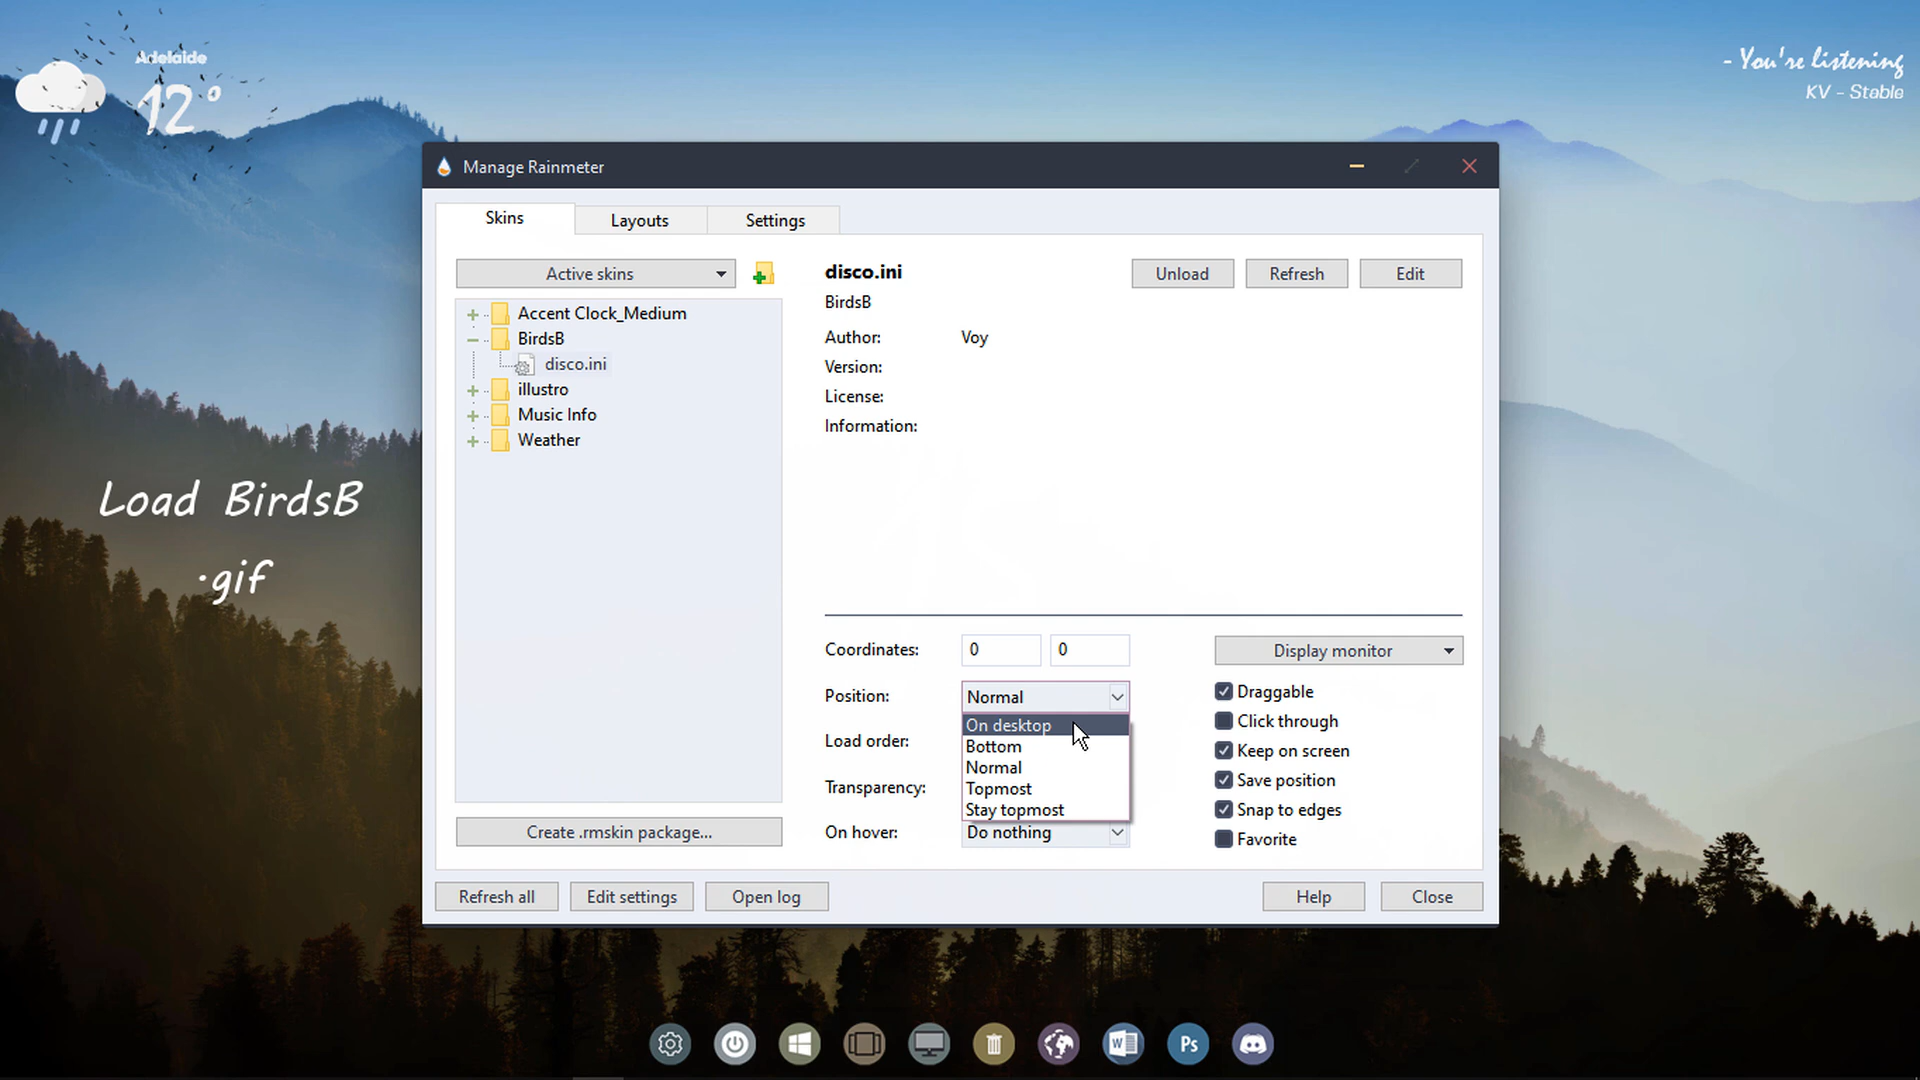 Adelaide
12°
- You're listening
KV - Stable
Manage Rainmeter
Skins
Layouts
Settings
Active skins
Accent Clock_Medium
BirdsB
disco.ini
illustro
Music Info
Weather
Create .rmskin package...
disco.ini
Unload
Refresh
Edit
BirdsB
Author: Voy
Version:
License:
Information:
Coordinates: 0 0
Display monitor
Position: Normal
On desktop
Bottom
Normal
Topmost
Stay topmost
Load order:
Transparency:
On hover: Do nothing
Draggable
Click through
Keep on screen
Save position
Snap to edges
Favorite
Refresh all
Edit settings
Open log
Help
Close
Load BirdsB
.gif
W
Ps